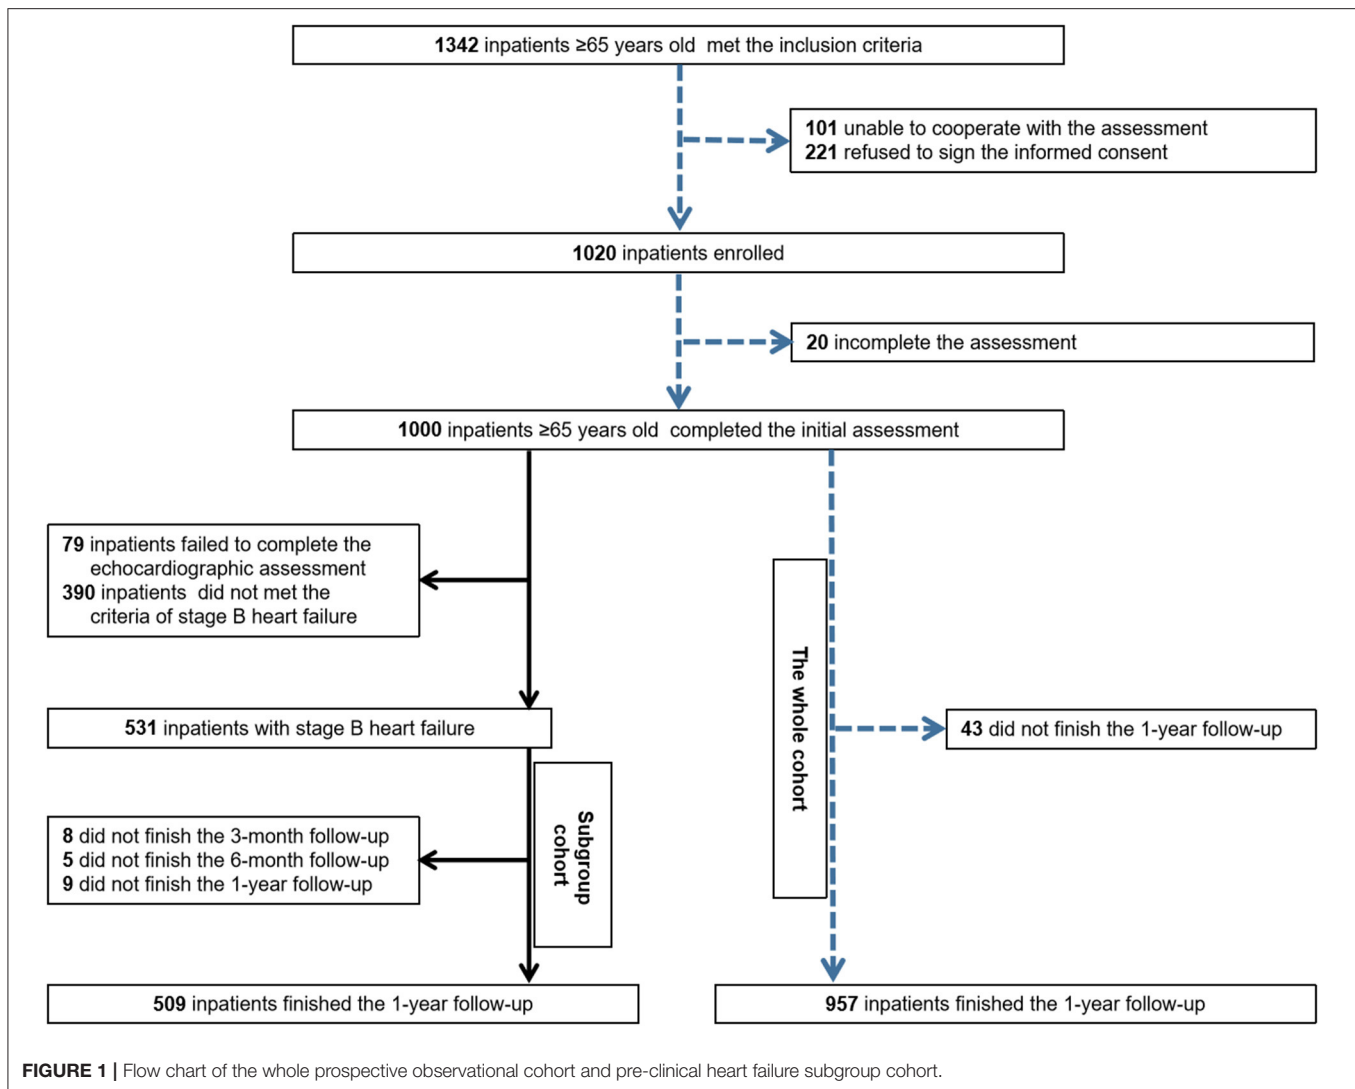 1342 inpatients ≥65 years old met the inclusion criteria
101 unable to cooperate with the assessment
221 refused to sign the informed consent
1020 inpatients enrolled
20 incomplete the assessment
1000 inpatients ≥65 years old completed the initial assessment
79 inpatients failed to complete the
echocardiographic assessment
390 inpatients did not met the
criteria of stage B heart failure
The whole cohort
531 inpatients with stage B heart failure
43 did not finish the 1-year follow-up
Subgroup
cohort
8 did not finish the 3-month follow-up
5 did not finish the 6-month follow-up
9 did not finish the 1-year follow-up
509 inpatients finished the 1-year follow-up
957 inpatients finished the 1-year follow-up
FIGURE 1 | Flow chart of the whole prospective observational cohort and pre-clinical heart failure subgroup cohort.